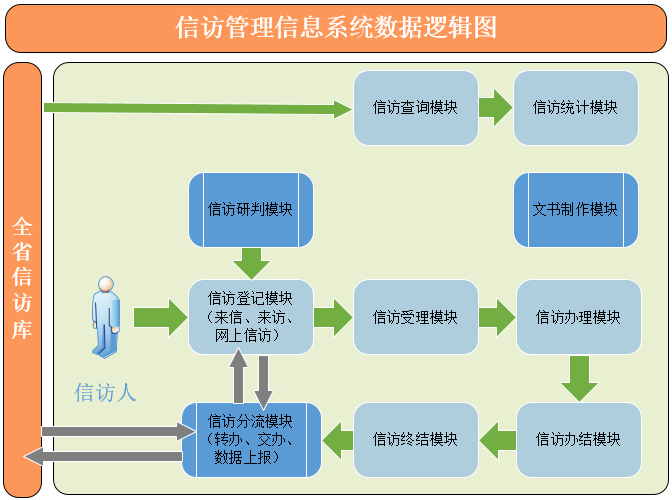 信访管理信息系统数据逻辑图
全省信访库
信访查询模块
信访统计模块
信访研判模块
文书制作模块
信访登记模块
（来信、来访、
网上信访）
信访受理模块
信访办理模块
信访人
信访分流模块
（转办、交办、
数据上报）
信访终结模块
信访办结模块